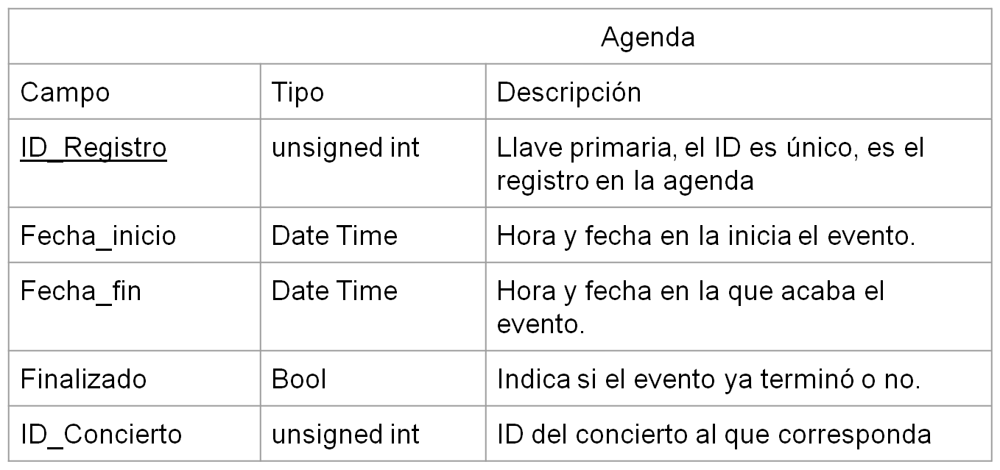 Agenda
Campo Tipo Descripción
ID_Registro unsigned int Llave primaria, el ID es único, es el
registro en la agenda
Fecha_inicio Date Time Hora y fecha en la inicia el evento.
Fecha_fin Date Time Hora y fecha en la que acaba el
evento.
Finalizado Bool Indica si el evento ya terminó o no.
ID_Concierto unsigned int ID del concierto al que corresponda